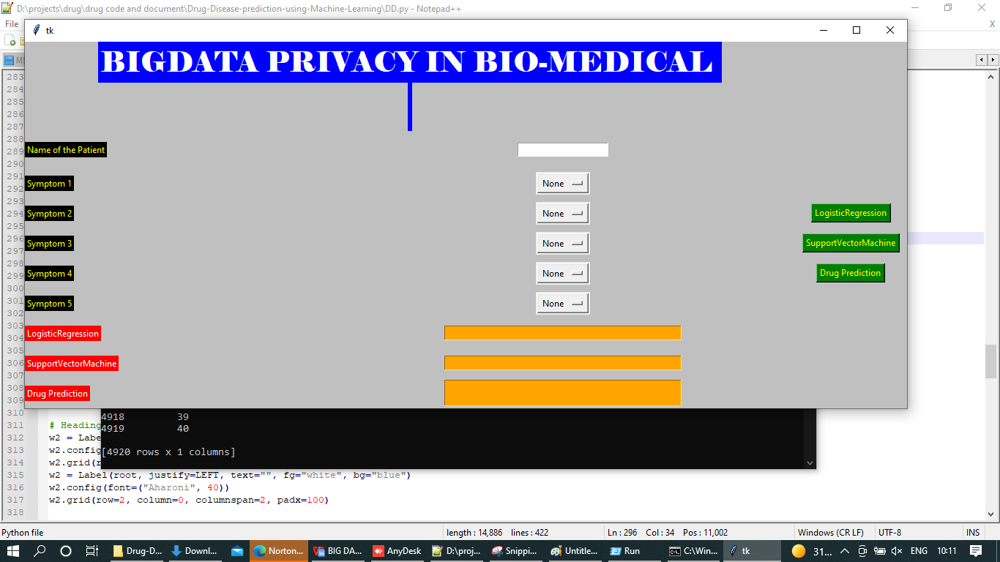 D:\projects\drug\drug code and document\Drug-Disease-prediction-using-Machine-Learning\DD.py - Notepad++
File
X
tk
BIGDATA PRIVACY IN BIO-MEDICAL
Name of the Patient
Symptom 1 None
Symptom 2 None LogisticRegression
Symptom 3 None SupportVectorMachine
Symptom 4 None Drug Prediction
Symptom 5 None
LogisticRegression
SupportVectorMachine
Drug Prediction
283
284
285
286
287
288
289
290
291
292
293
294
295
296
297
298
299
300
301
302
303
304
305
306
307
308
309
310
4918 39
4919 40
[4920 rows x 1 columns]
311 # Heading
312 w2 = Labe
313 w2.config
314 w2.grid(r
315 w2 = Label(root, justify=LEFT, text="", fg="white", bg="blue")
316 w2.config(font=("Aharoni", 40))
317 w2.grid(row=2, column=0, columnspan=2, padx=100)
318
Python file length : 14,886 lines : 422 Ln : 296 Col : 34 Pos : 11,002 Windows (CR LF) UTF-8 INS
Drug-D... Downl... Norton... BIG DA... AnyDesk D:\proj... Snippi... Untitle... Run C:\Win... tk 31... ENG 10:11